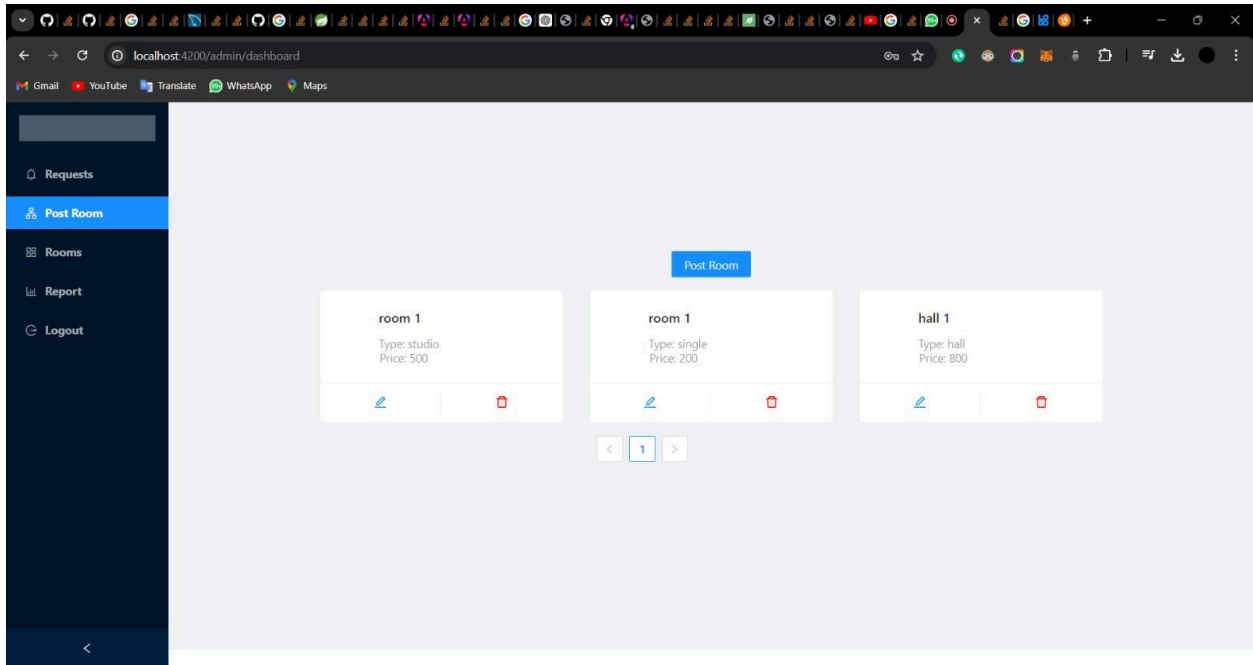 localhost:4200/admin/dashboard
Gmail YouTube Translate WhatsApp Maps
Requests
Post Room
Rooms
Report
Logout
Post Room
room 1
Type: studio
Price: 500
room 1
Type: single
Price: 200
hall 1
Type: hall
Price: 800
1